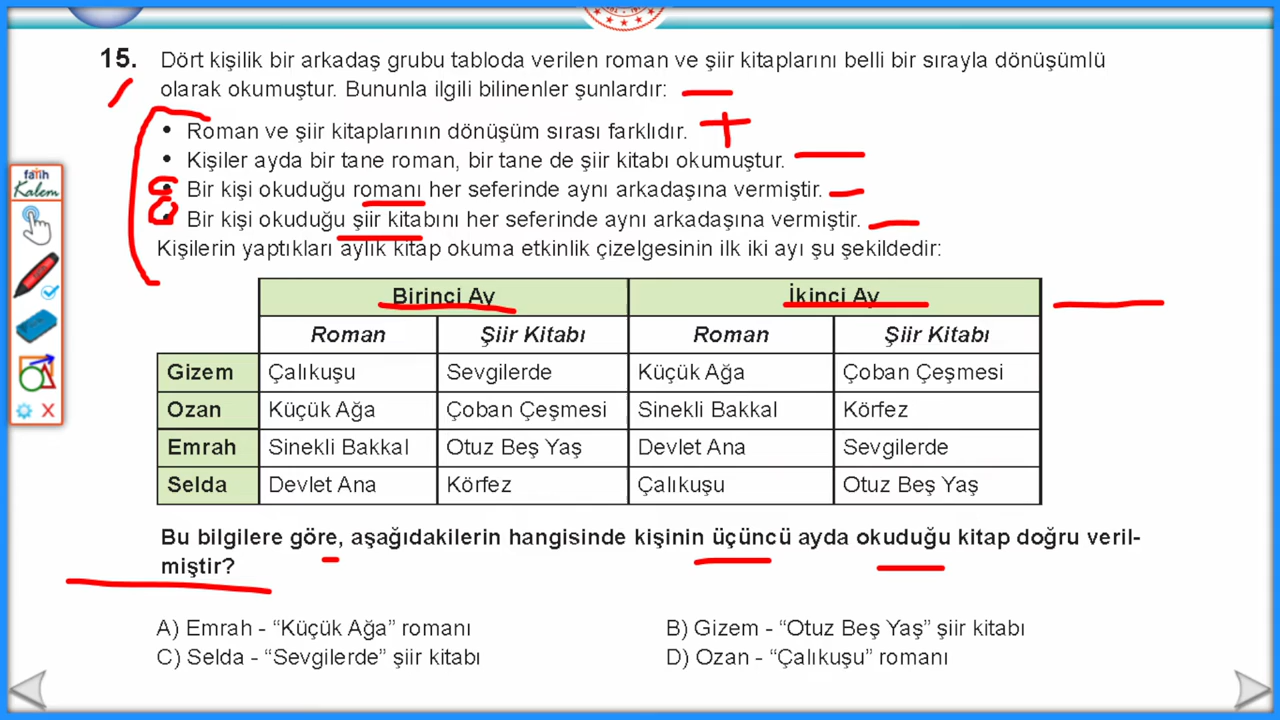 15. Dört kişilik bir arkadaş grubu tabloda verilen roman ve şiir kitaplarını belli bir sırayla dönüşümlü
olarak okumuştur. Bununla ilgili bilinenler şunlardır:
• Roman ve şiir kitaplarının dönüşüm sırası farklıdır.
• Kişiler ayda bir tane roman, bir tane de şiir kitabı okumuştur.
• Bir kişi okuduğu romanı her seferinde aynı arkadaşına vermiştir.
• Bir kişi okuduğu şiir kitabını her seferinde aynı arkadaşına vermiştir.
fatih
Kalem
Kişilerin yaptıkları aylık kitap okuma etkinlik çizelgesinin ilk iki ayı şu şekildedir:
Birinci Ay İkinci Ay
Roman Şiir Kitabı Roman Şiir Kitabı
Gizem Çalıkuşu Sevgilerde Küçük Ağa Çoban Çeşmesi
Ozan Küçük Ağa Çoban Çeşmesi Sinekli Bakkal Körfez
Emrah Sinekli Bakkal Otuz Beş Yaş Devlet Ana Sevgilerde
Selda Devlet Ana Körfez Çalıkuşu Otuz Beş Yaş
Bu bilgilere göre, aşağıdakilerin hangisinde kişinin üçüncü ayda okuduğu kitap doğru veril-
miştir?
A) Emrah - “Küçük Ağa” romanı B) Gizem - “Otuz Beş Yaş” şiir kitabı
C) Selda - “Sevgilerde” şiir kitabı D) Ozan - “Çalıkuşu” romanı